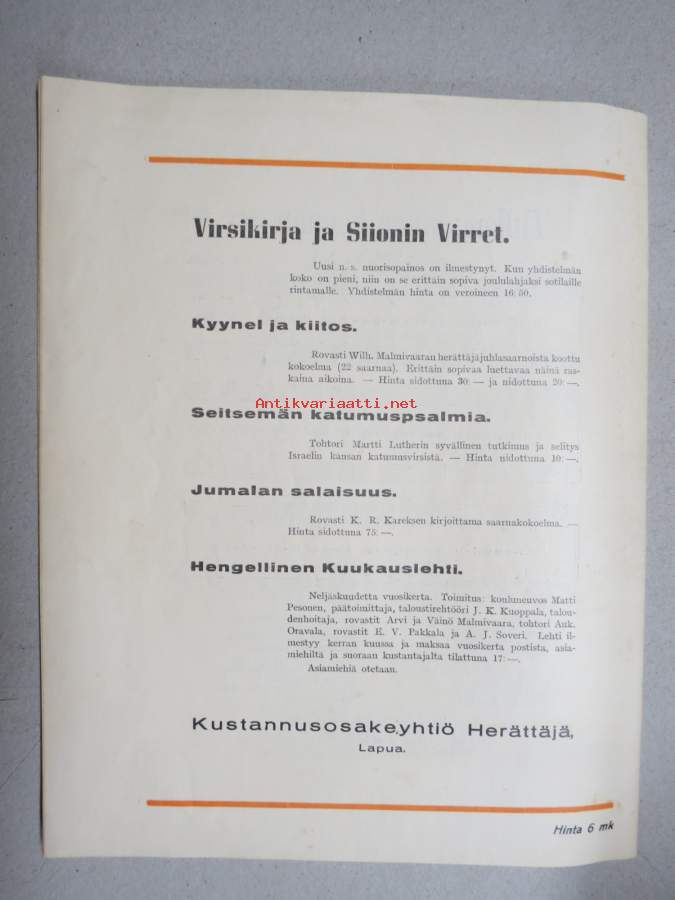 Virsikirja ja Siionin Virret.
Uusi n. s. nuorisopainos on ilmestynyt. Kun yhdistelmän
koko on pieni, niin on se erittäin sopiva joululahjaksi sotilaille
rintamalle. Yhdistelmän hinta on veroineen 16:50.
Kyynel ja kiitos.
Rovasti Wilh. Malmivaaran herättäjäjuhlasaarnoista koottu
kokoelma (22 saarnaa). Erittäin sopivaa luettavaa näinä ras-
kaina aikoina. — Hinta sidottuna 30:— ja nidottuna 20:—.
Antikvariaatti.net
Seitsemän katumuspsalmia.
Tohtori Martti Lutherin syvällinen tutkimus ja selitys
Israelin kansan katumusvirsistä. — Hinta nidottuna 10:—.
Jumalan salaisuus.
Rovasti K. R. Kareksen kirjoittama saarnakokoelma. —
Hinta sidottuna 75:—.
Hengellinen Kuukauslehti.
Neljäskuudetta vuosikerta. Toimitus: kouluneuvos Matti
Pesonen, päätoimittaja, taloustirehtööri J. K. Kuoppala, talou-
denhoitaja, rovastit Arvi ja Väinö Malmivaara, tohtori Auk.
Oravala, rovastit E. V. Pakkala ja A. J. Soveri. Lehti il-
mestyy kerran kuussa ja maksaa vuosikerta postista, asia-
miehiltä ja suoraan kustantajalta tilattuna 17:—.
Asiamiehiä otetaan.
Kustannusosakeyhtiö Herättäjä,
Lapua.
Hinta 6 mk